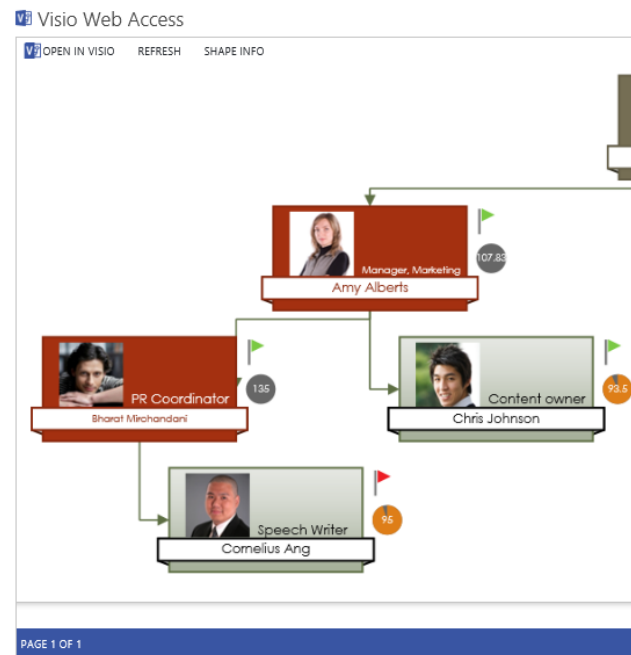 Visio Web Access
OPEN IN VISIO REFRESH SHAPE INFO
Manager, Marketing
107.83
Amy Alberts
PR Coordinator
135
Bharat Mirchandani
Content owner
93.5
Chris Johnson
Speech Writer
95
Cornelius Ang
PAGE 1 OF 1